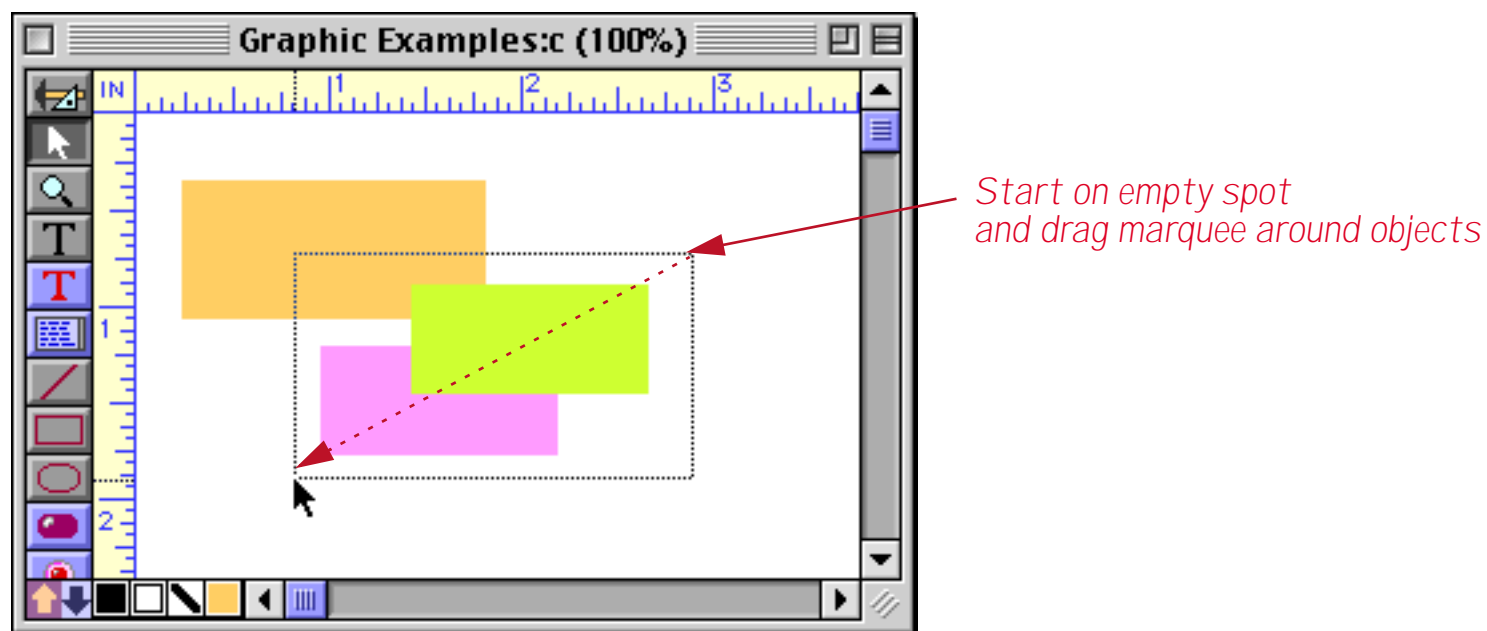 Graphic Examples:c (100%)
IN 1 2 3
T
T
1
2
Start on empty spot
and drag marquee around objects